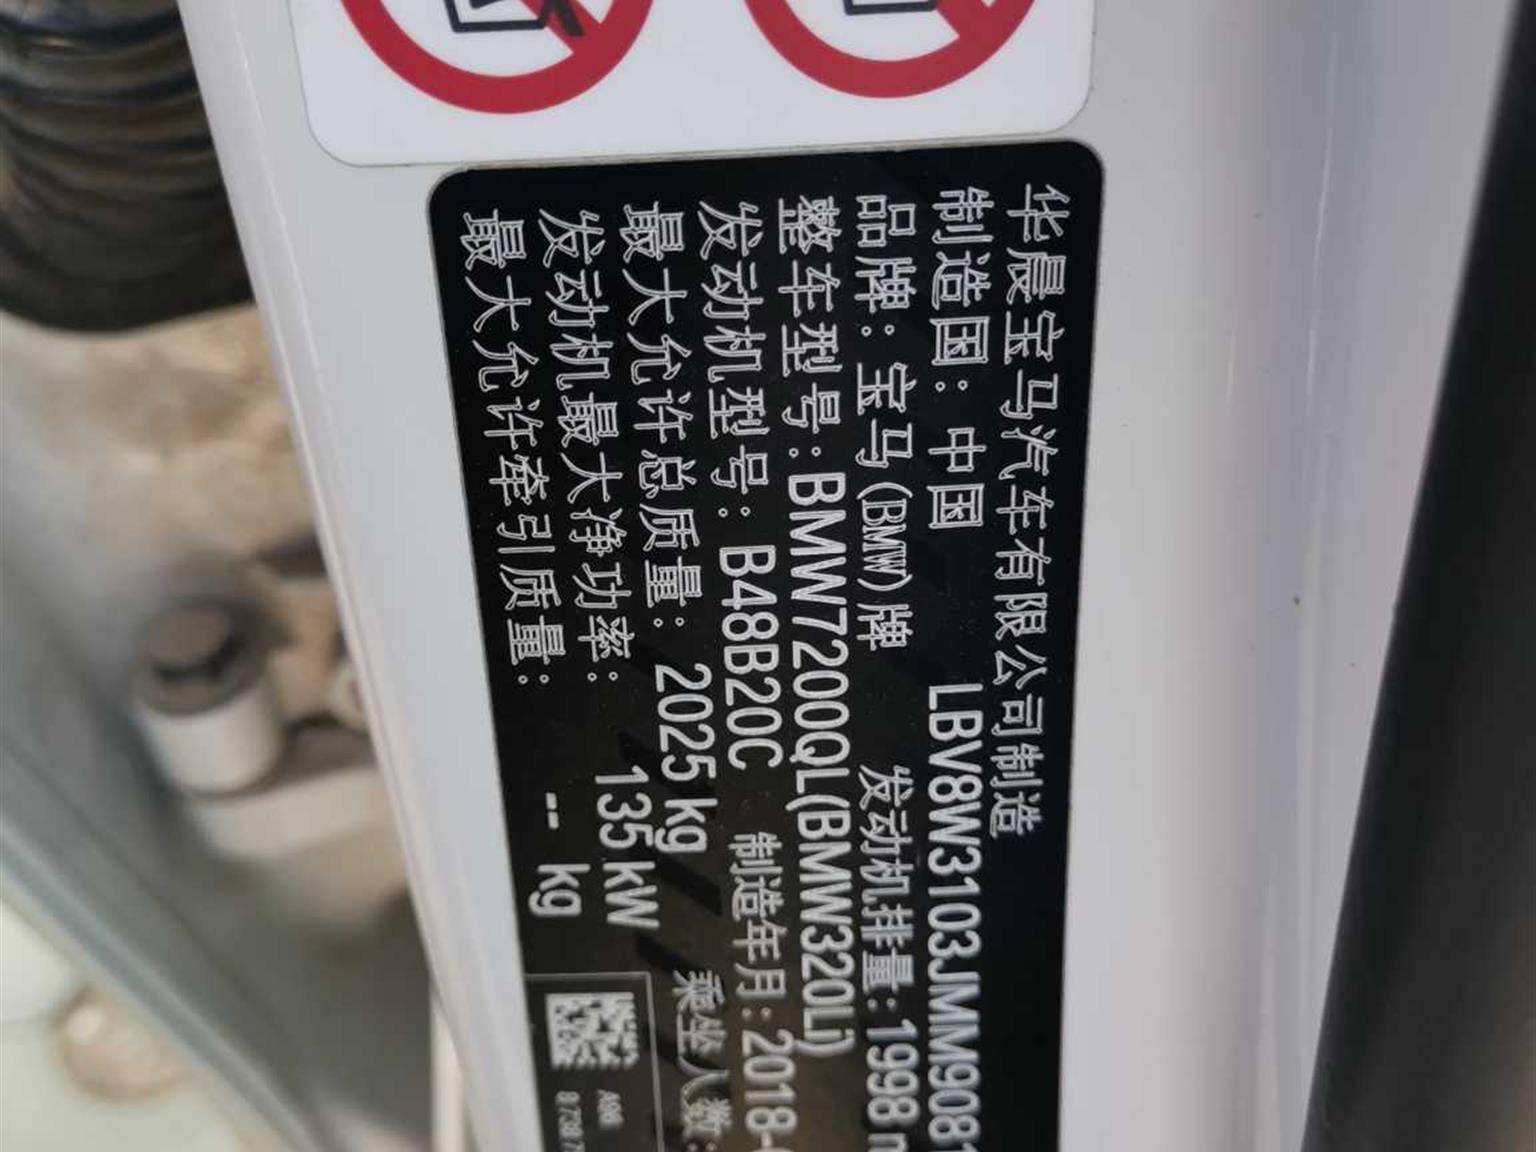 华晨宝马汽车有限公司制造
制造国：中国 LBV8W3103JMM9081
品牌：宝马(BMW)牌 发动机排量：1998 m
整车型号：BMW7200QL(BMW320Li)
发动机型号：B48B20C 制造年月：2018-
最大允许总质量：2025 kg 乘坐人数：
发动机最大净功率：135 kW
最大允许牵引质量：-- kg
A08
8 7387